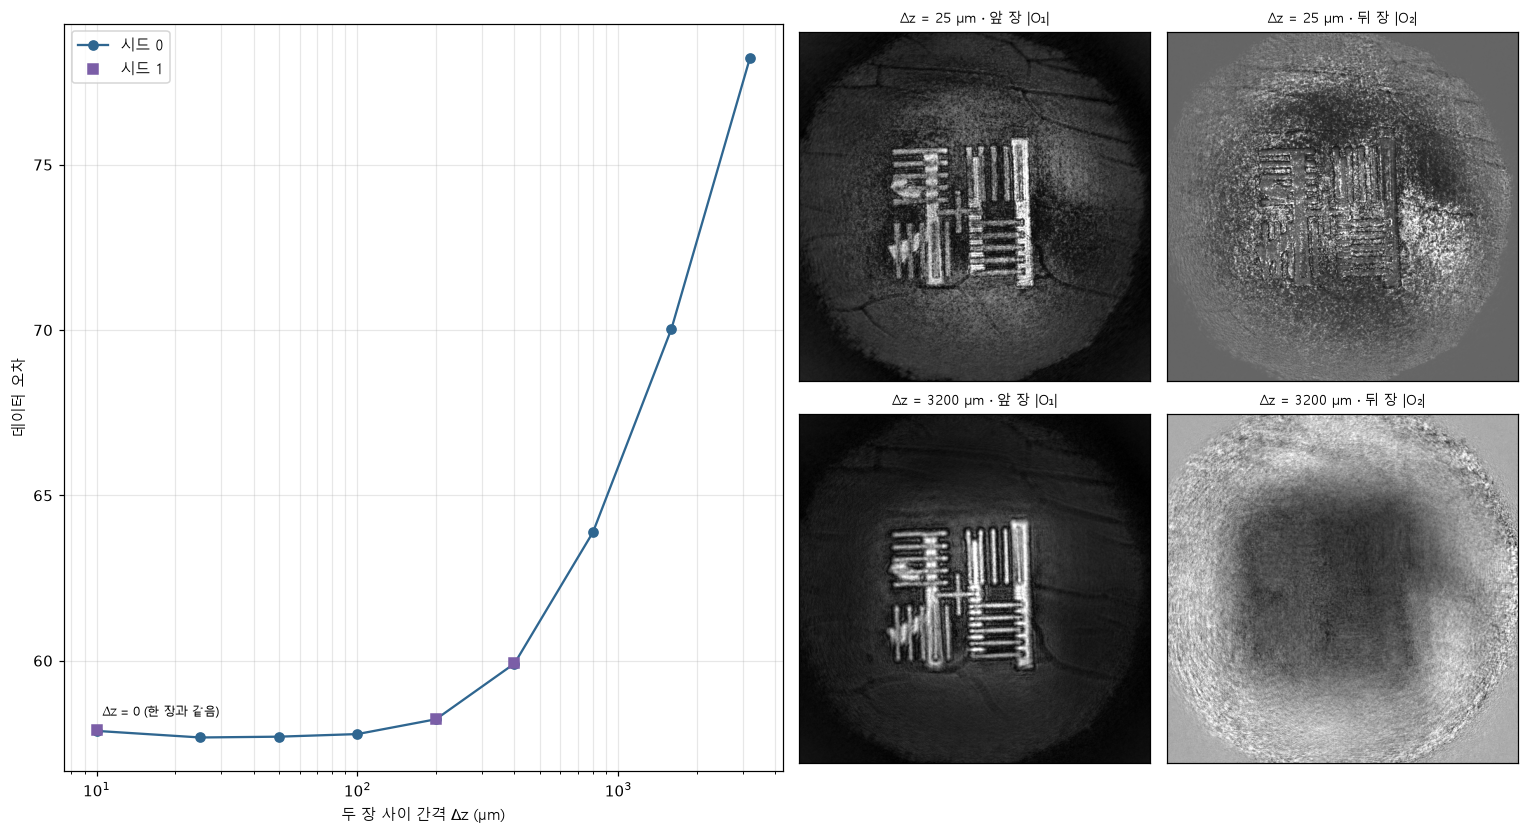 시드 0
시드 1
데이터 오차
75
70
65
60
Δz = 0 (한 장과 같음)
10¹
10²
10³
두 장 사이 간격 Δz (µm)
Δz = 25 µm · 앞 장 |O₁|
Δz = 25 µm · 뒤 장 |O₂|
Δz = 3200 µm · 앞 장 |O₁|
Δz = 3200 µm · 뒤 장 |O₂|